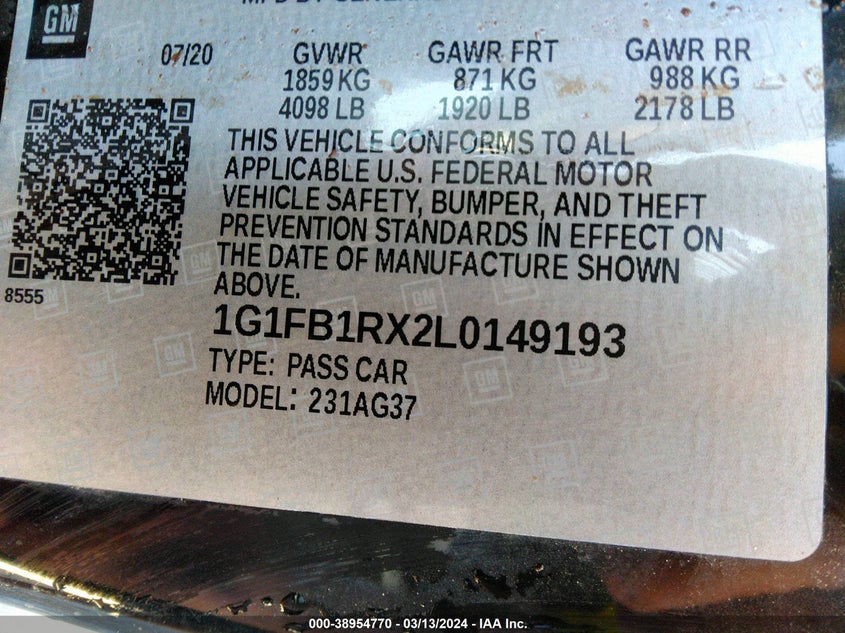 GM
07/20 GVWR GAWR FRT GAWR RR
1859 KG 871 KG 988 KG
4098 LB 1920 LB 2178 LB
THIS VEHICLE CONFORMS TO ALL
APPLICABLE U.S. FEDERAL MOTOR
VEHICLE SAFETY, BUMPER, AND THEFT
PREVENTION STANDARDS IN EFFECT ON
THE DATE OF MANUFACTURE SHOWN
ABOVE.
8555
1G1FB1RX2L0149193
TYPE: PASS CAR
MODEL: 231AG37
000-38954770 - 03/13/2024 - IAA Inc.